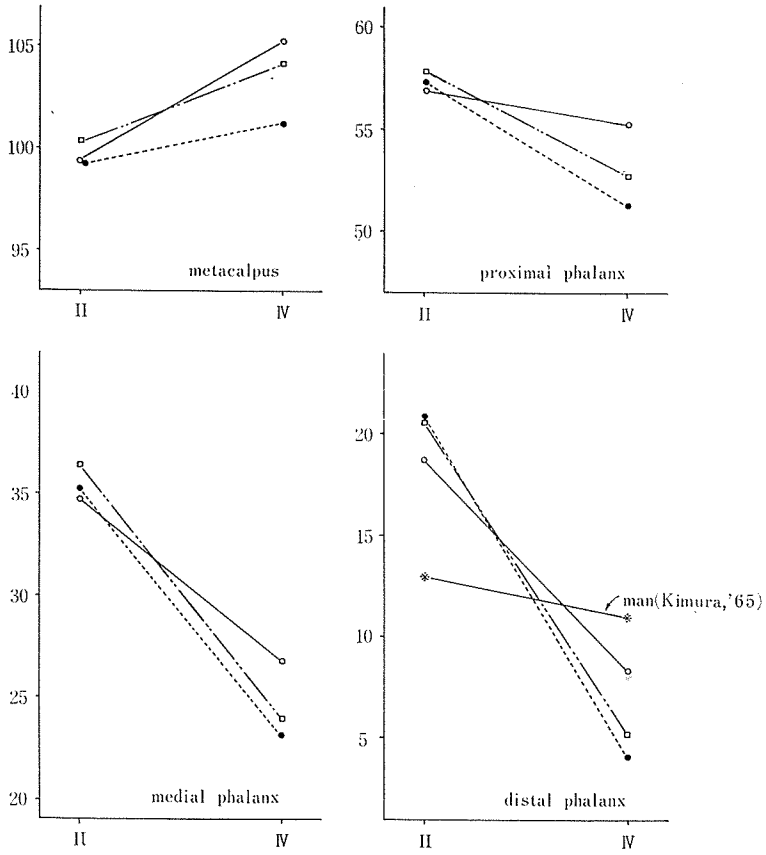 105
100
95
metacalpus
II
IV
60
55
50
proximal phalanx
II
IV
40
35
30
25
20
medial phalanx
II
IV
20
15
10
5
man(Kimura,'65)
distal phalanx
II
IV